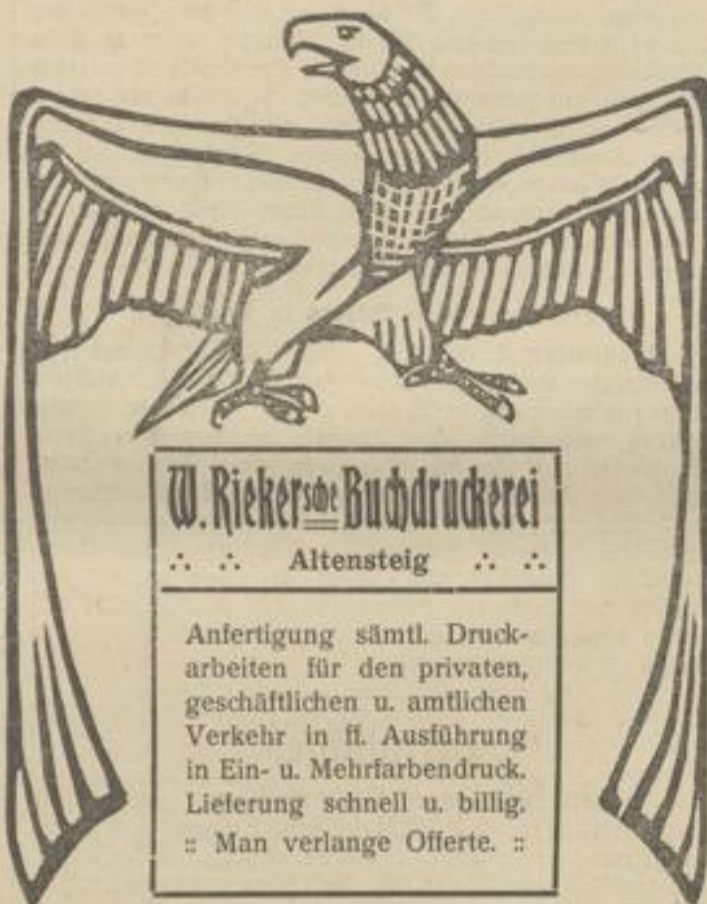 W. Riekersche Buchdruckerei
∴ ∴ Altensteig ∴ ∴
Anfertigung sämtl. Druck-
arbeiten für den privaten,
geschäftlichen u. amtlichen
Verkehr in ff. Ausführung
in Ein- u. Mehrfarbendruck.
Lieferung schnell u. billig.
:: Man verlange Offerte. ::